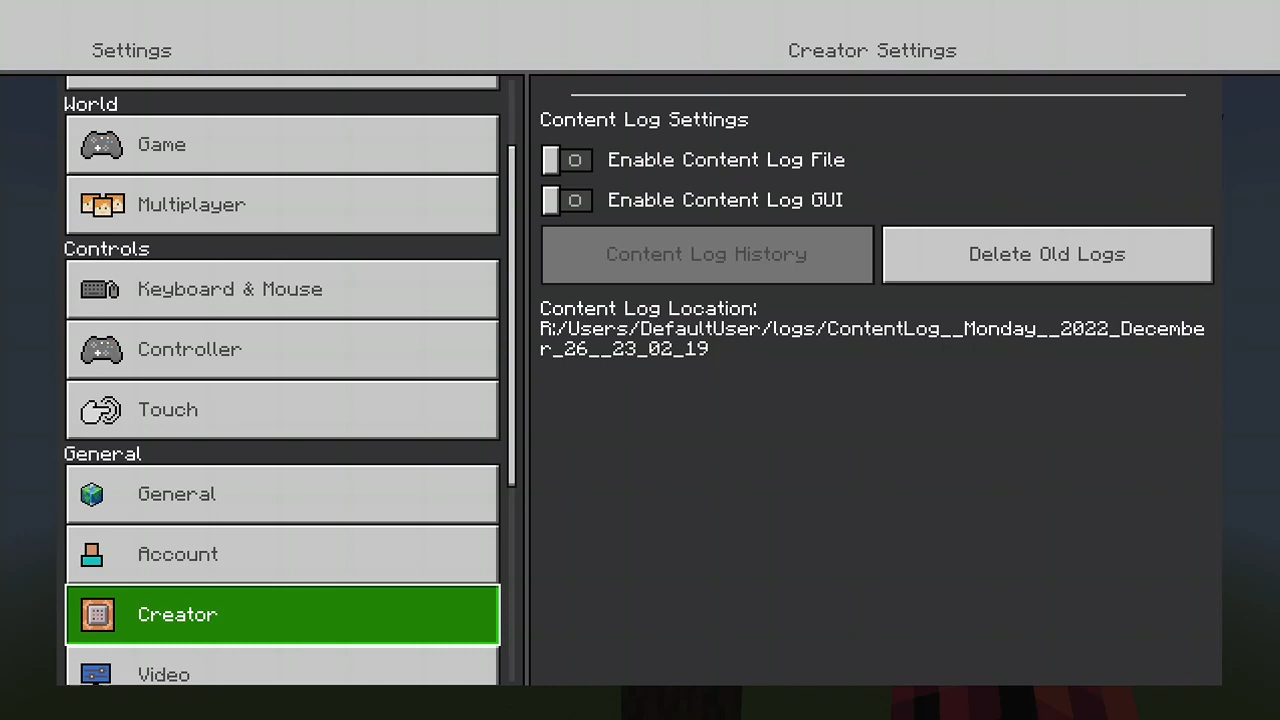 Settings
Creator Settings
World
Game
Multiplayer
Controls
Keyboard & Mouse
Controller
Touch
General
General
Account
Creator
Video
Content Log Settings
Enable Content Log File
Enable Content Log GUI
Content Log History
Delete Old Logs
Content Log Location:
R:/Users/DefaultUser/logs/ContentLog__Monday__2022_Decembe
r_26__23_02_19